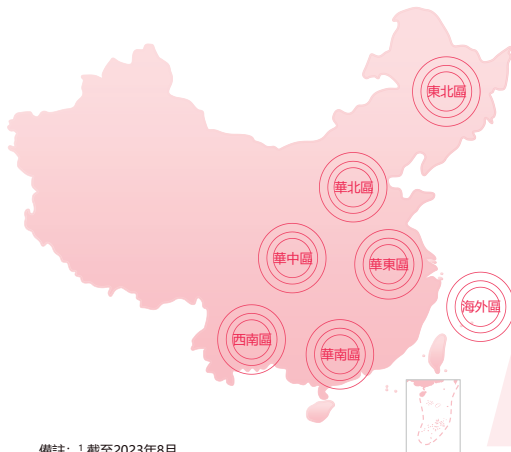 東北區
華北區
華中區
華東區
海外區
西南區
華南區
備註: ¹ 截至2023年8月